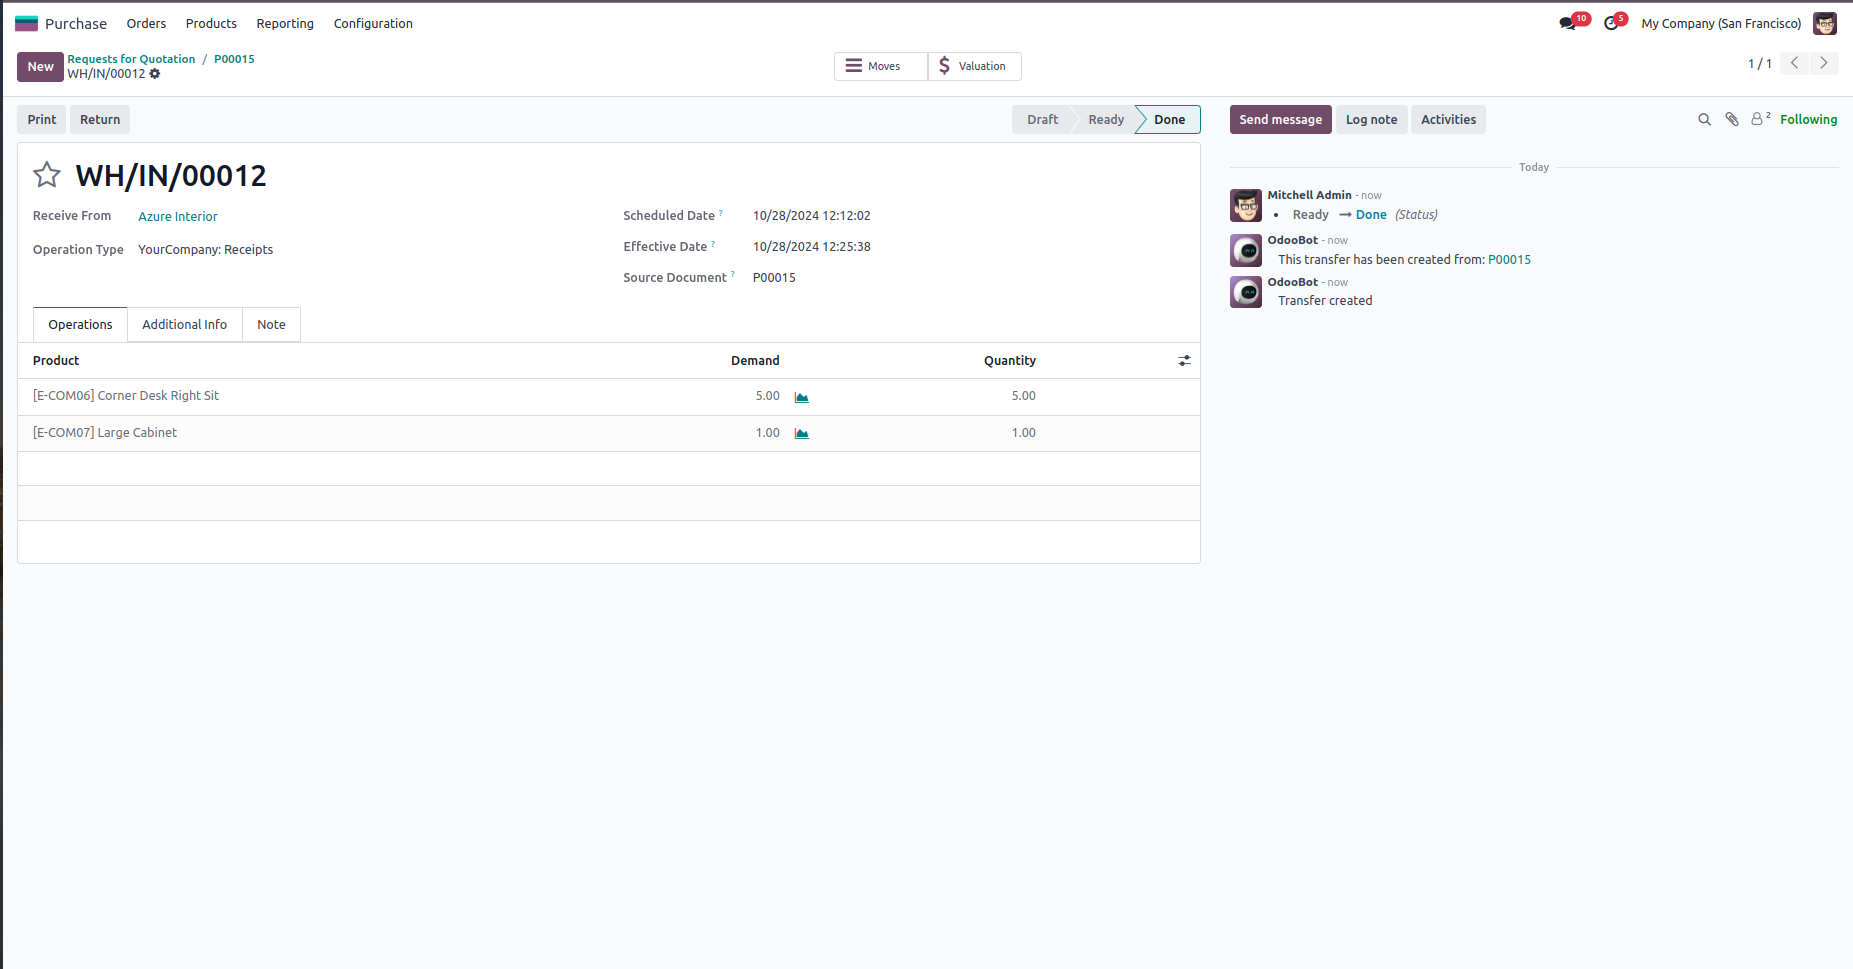 Purchase Orders Products Reporting Configuration 10 5 My Company (San Francisco)
New Requests for Quotation / P00015
WH/IN/00012
Moves Valuation 1 / 1
Print Return Draft Ready Done Send message Log note Activities 2 Following
WH/IN/00012
Receive From Azure Interior
Operation Type YourCompany: Receipts
Scheduled Date ? 10/28/2024 12:12:02
Effective Date ? 10/28/2024 12:25:38
Source Document ? P00015
Operations Additional Info Note
Product Demand Quantity
[E-COM06] Corner Desk Right Sit 5.00 5.00
[E-COM07] Large Cabinet 1.00 1.00
Today
Mitchell Admin - now
• Ready → Done (Status)
OdooBot - now
This transfer has been created from: P00015
OdooBot - now
Transfer created